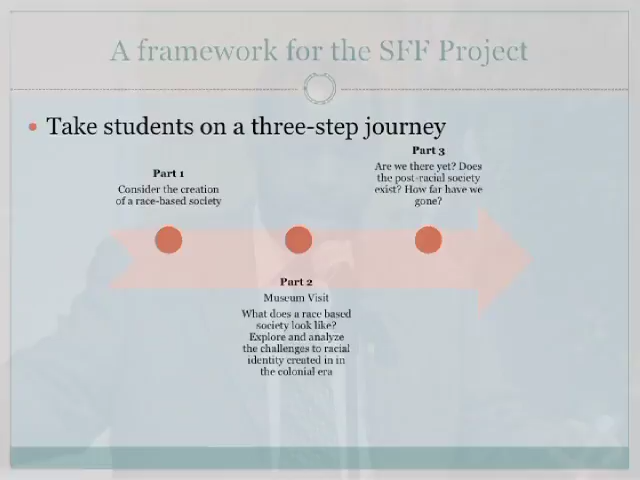 A framework for the SFF Project
Take students on a three-step journey
Part 1
Consider the creation
of a race-based society
Part 2
Museum Visit
What does a race based
society look like?
Explore and analyze
the challenges to racial
identity created in in
the colonial era
Part 3
Are we there yet? Does
the post-racial society
exist? How far have we
gone?